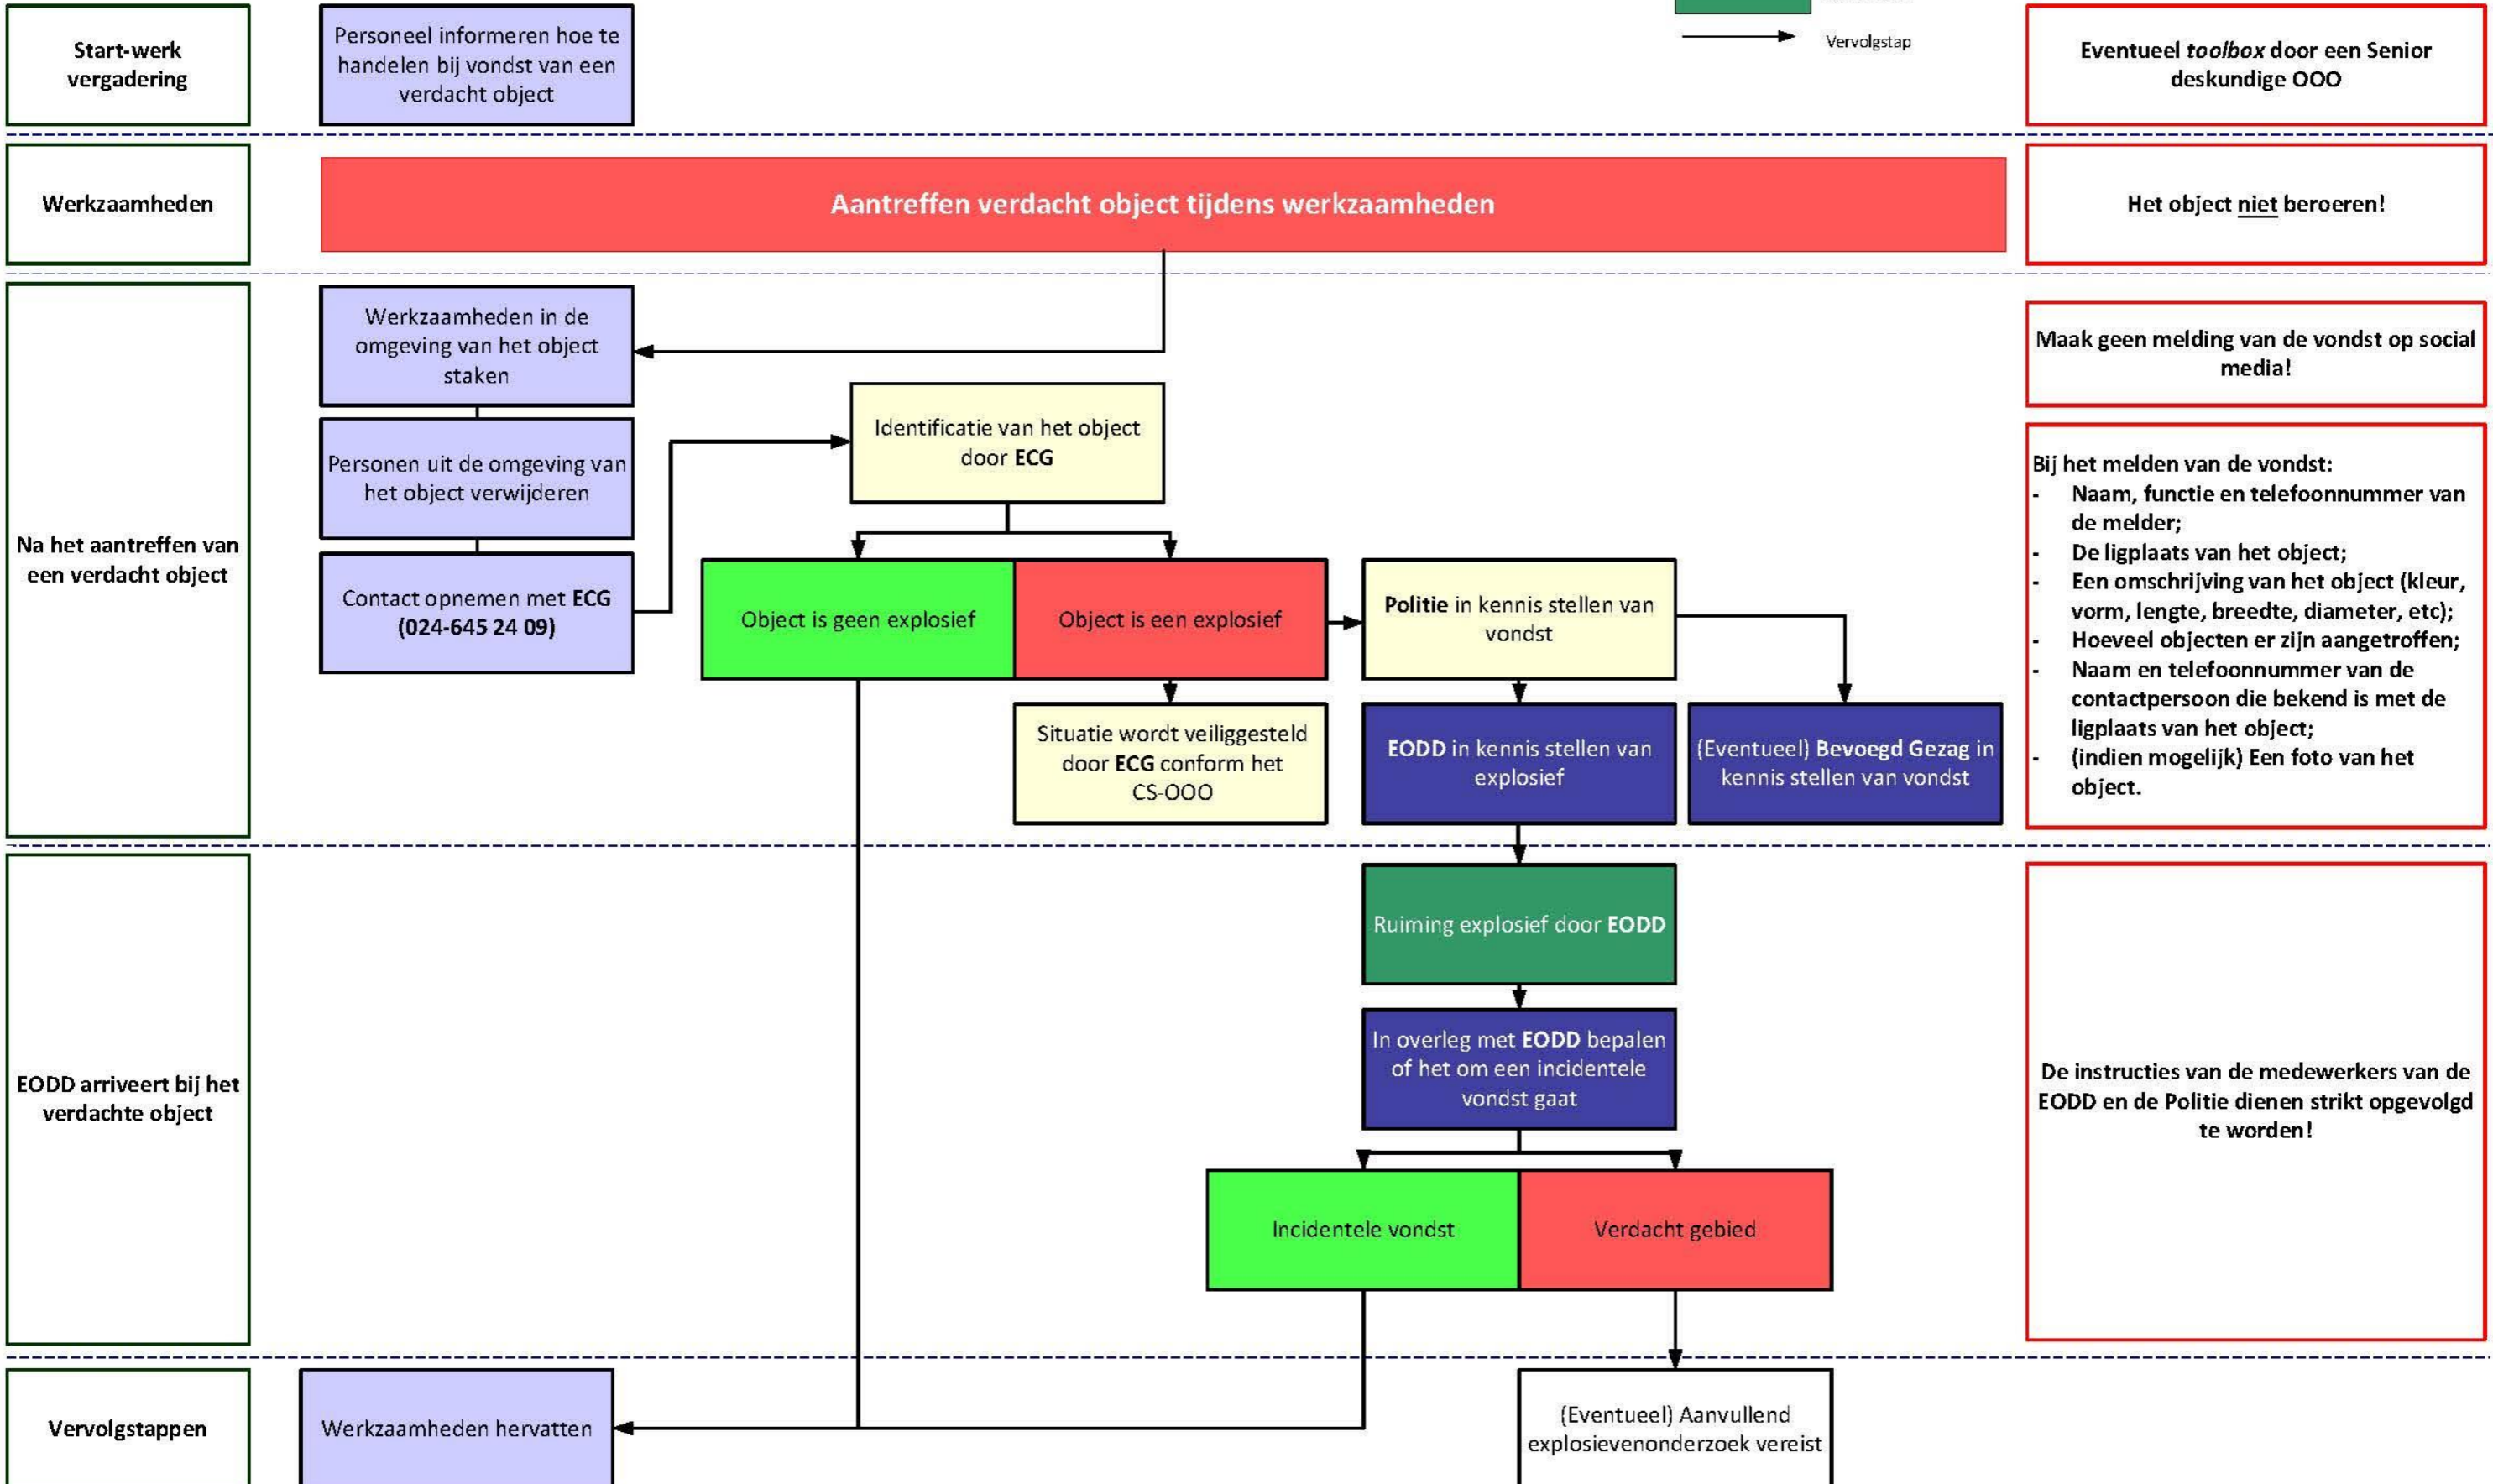 Vervolgstap
Start-werk
vergadering
Personeel informeren hoe te
handelen bij vondst van een
verdacht object
Eventueel toolbox door een Senior
deskundige OOO
Werkzaamheden
Aantreffen verdacht object tijdens werkzaamheden
Het object niet beroeren!
Na het aantreffen van
een verdacht object
Werkzaamheden in de
omgeving van het object
staken
Personen uit de omgeving van
het object verwijderen
Contact opnemen met ECG
(024-645 24 09)
Identificatie van het object
door ECG
Object is geen explosief
Object is een explosief
Situatie wordt veiliggesteld
door ECG conform het
CS-OOO
Politie in kennis stellen van
vondst
EODD in kennis stellen van
explosief
(Eventueel) Bevoegd Gezag in
kennis stellen van vondst
Maak geen melding van de vondst op social
media!
Bij het melden van de vondst:
- Naam, functie en telefoonnummer van
de melder;
- De ligplaats van het object;
- Een omschrijving van het object (kleur,
vorm, lengte, breedte, diameter, etc);
- Hoeveel objecten er zijn aangetroffen;
- Naam en telefoonnummer van de
contactpersoon die bekend is met de
ligplaats van het object;
- (indien mogelijk) Een foto van het
object.
EODD arriveert bij het
verdachte object
Ruiming explosief door EODD
In overleg met EODD bepalen
of het om een incidentele
vondst gaat
Incidentele vondst
Verdacht gebied
De instructies van de medewerkers van de
EODD en de Politie dienen strikt opgevolgd
te worden!
Vervolgstappen
Werkzaamheden hervatten
(Eventueel) Aanvullend
explosievenonderzoek vereist